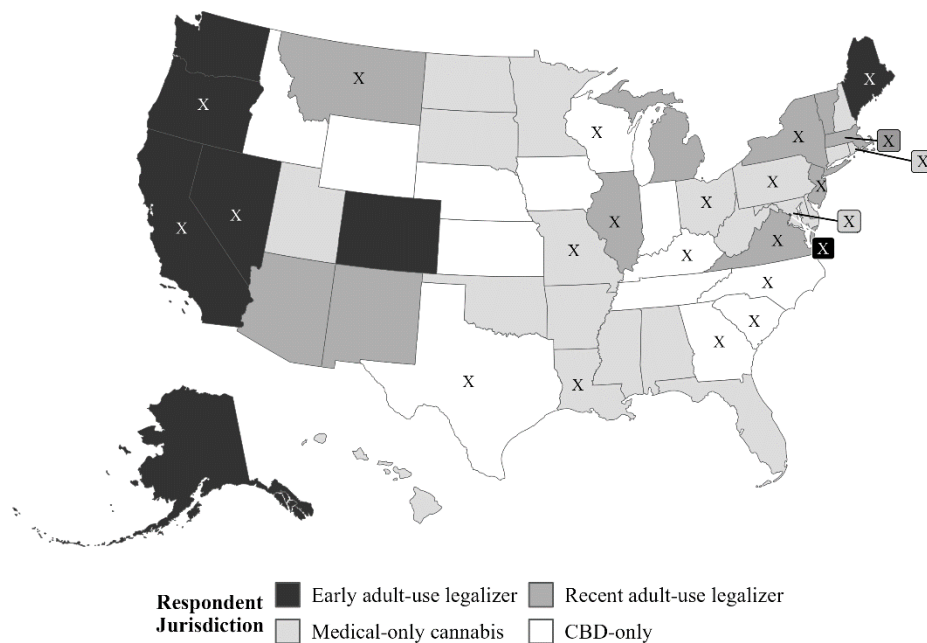 X X
X
X X X
X
X X
X
X X X X
X X
X X
X
X
X
X X
Respondent Jurisdiction
Early adult-use legalizer Recent adult-use legalizer
Medical-only cannabis CBD-only